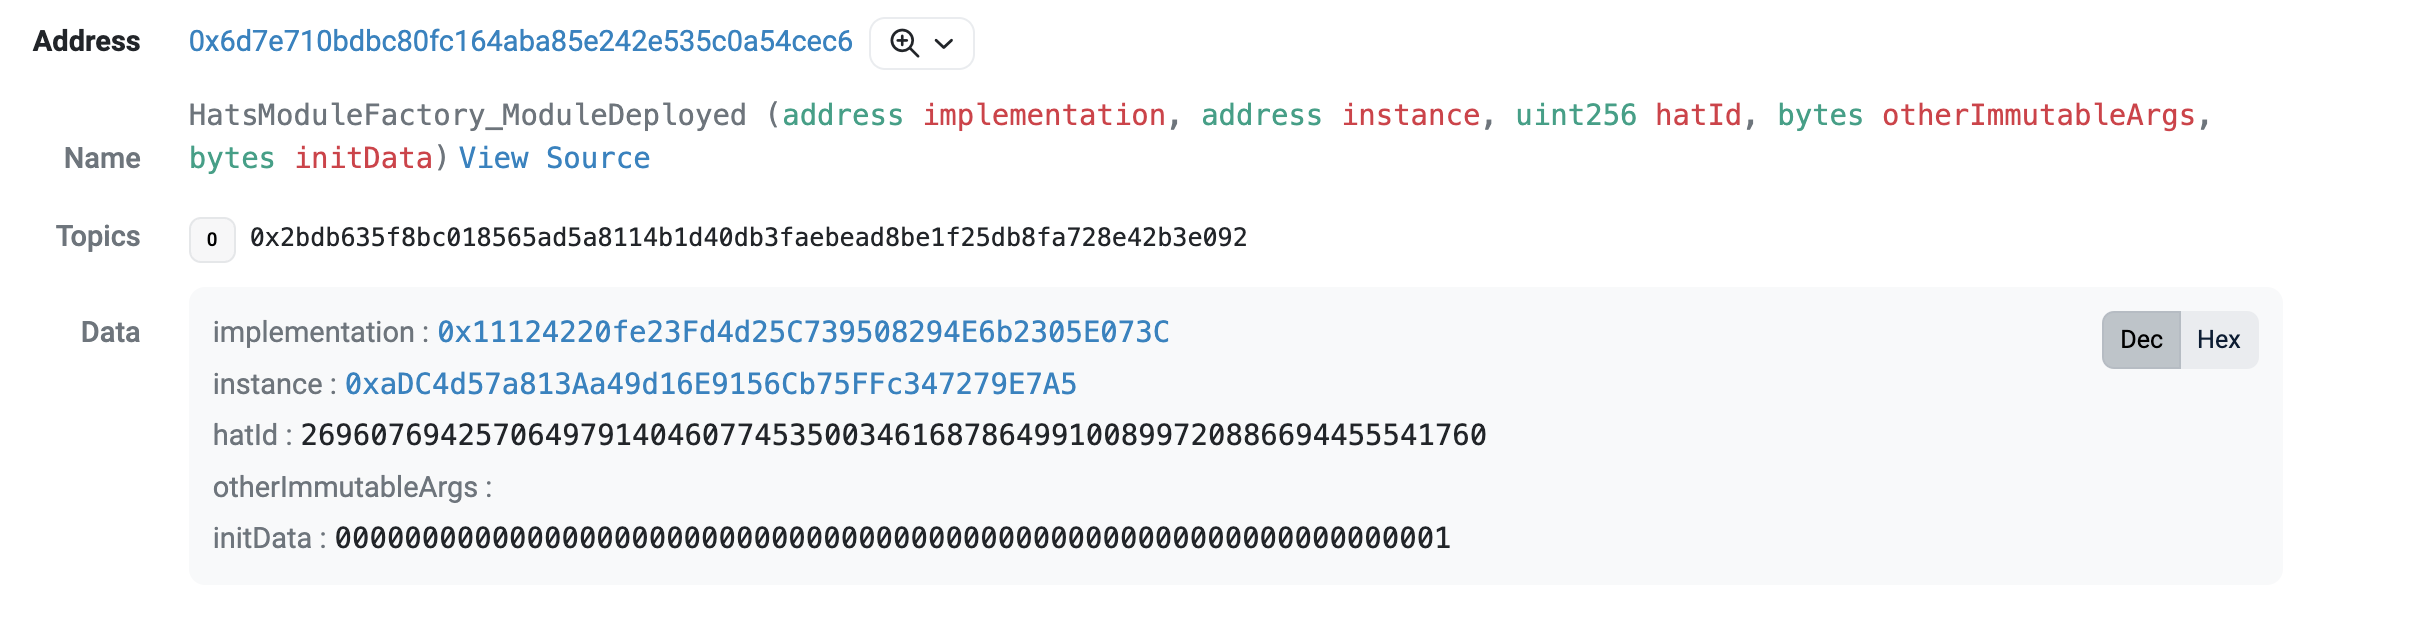 Address 0x6d7e710bdbc80fc164aba85e242e535c0a54cec6
HatsModuleFactory_ModuleDeployed (address implementation, address instance, uint256 hatId, bytes otherImmutableArgs,
Name bytes initData) View Source
Topics 0 0x2bdb635f8bc018565ad5a8114b1d40db3faebead8be1f25db8fa728e42b3e092
Data implementation : 0x11124220fe23Fd4d25C739508294E6b2305E073C Dec Hex
instance : 0xaDC4d57a813Aa49d16E9156Cb75FFc347279E7A5
hatId : 26960769425706497914046077453500346168786499100899720886694455541760
otherImmutableArgs :
initData : 0000000000000000000000000000000000000000000000000000000000000001